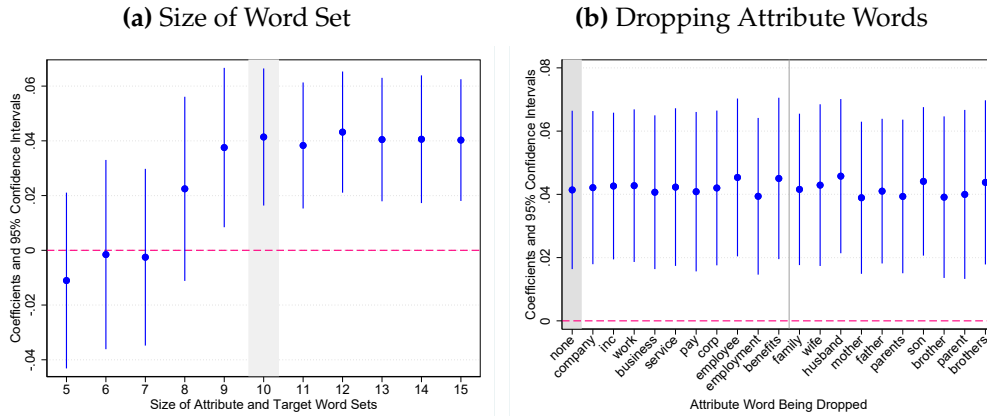 (a) Size of Word Set
Coefficients and 95% Confidence Intervals
.06
.04
.02
0
-.02
-.04
5 6 7 8 9 10 11 12 13 14 15
Size of Attribute and Target Word Sets
(b) Dropping Attribute Words
Coefficients and 95% Confidence Intervals
.08
.06
.04
.02
0
none company inc work business service pay corp employee employment benefits family wife husband mother father parents son brother parent brothers
Attribute Word Being Dropped